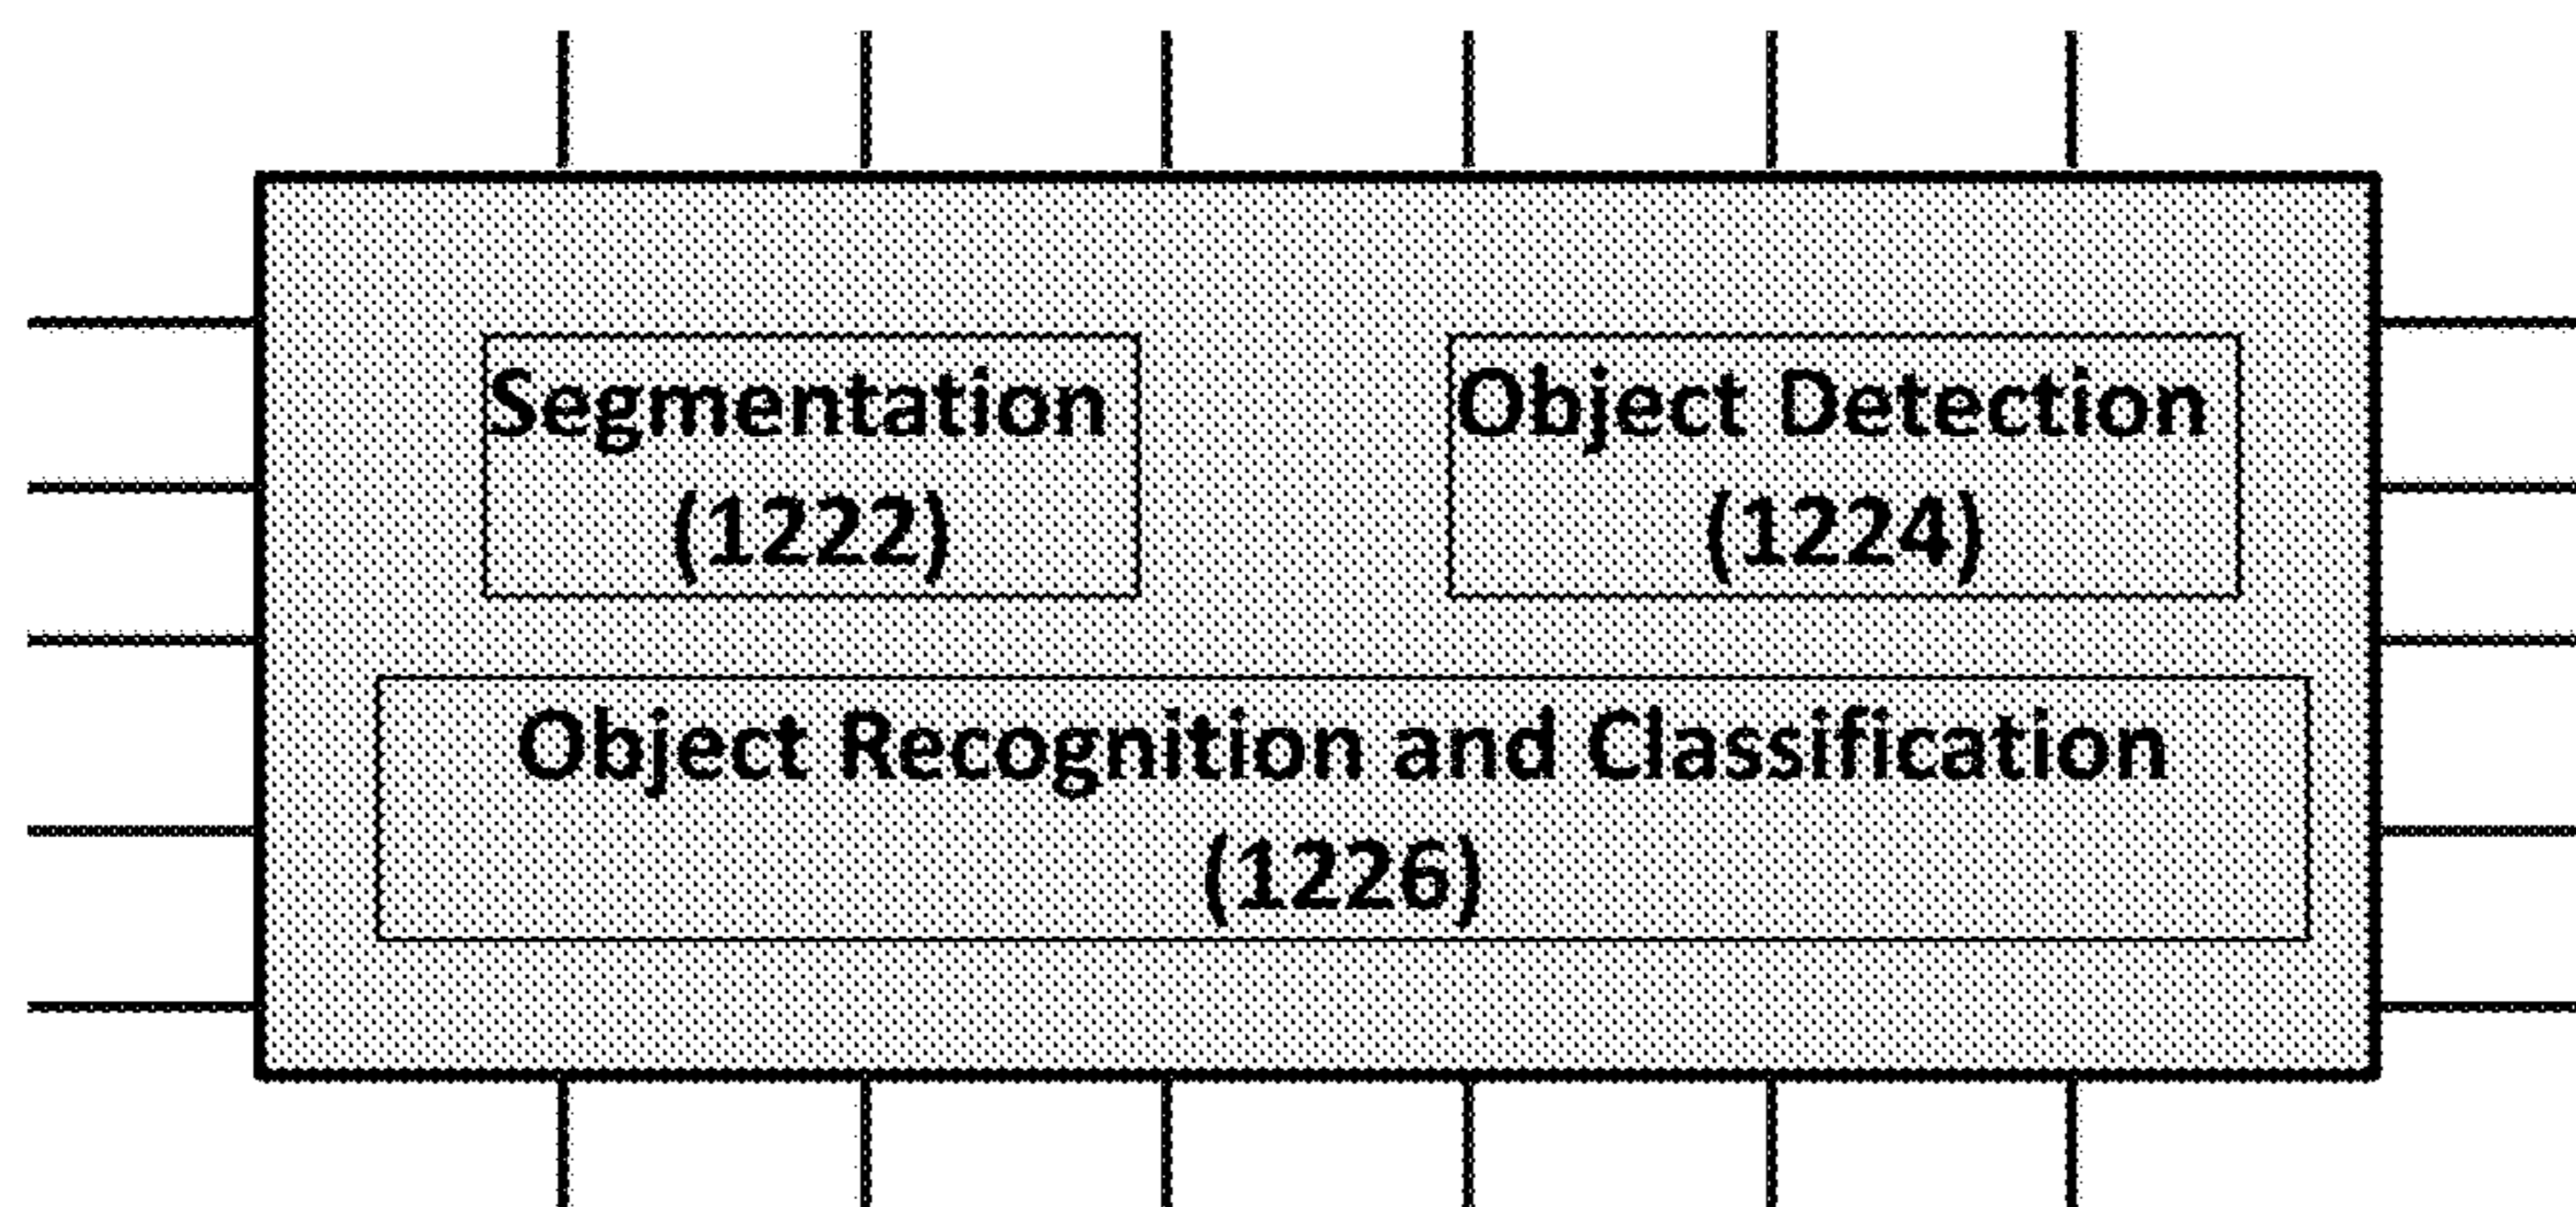 Segmentation
(1222)
Object Detection
(1224)
Object Recognition and Classification
(1226)